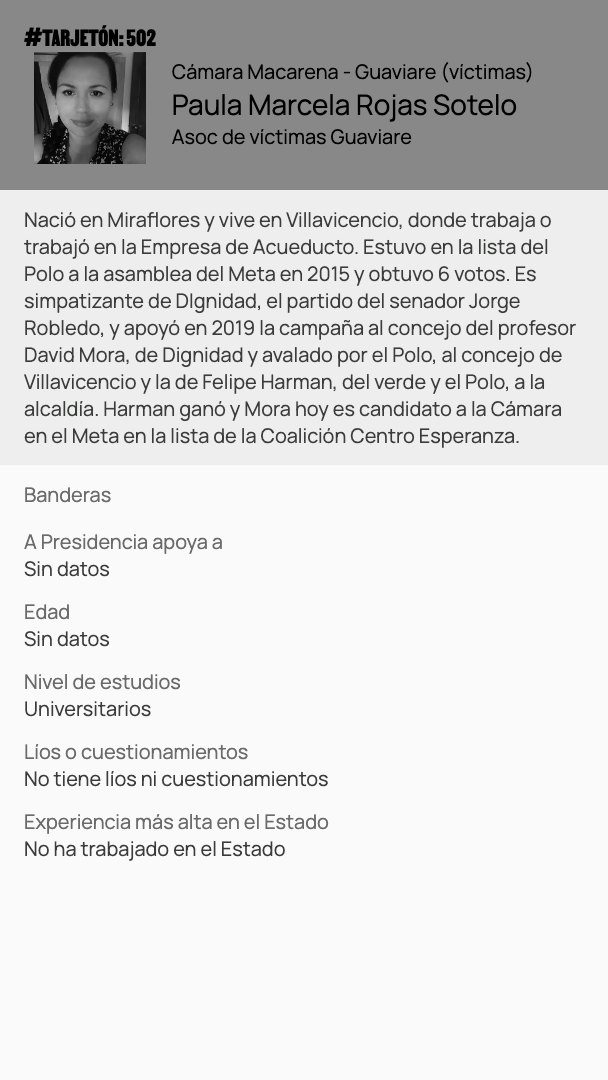 #TARJETÓN: 502
Cámara Macarena - Guaviare (víctimas)
Paula Marcela Rojas Sotelo
Asoc de víctimas Guaviare
Nació en Miraflores y vive en Villavicencio, donde trabaja o
trabajó en la Empresa de Acueducto. Estuvo en la lista del
Polo a la asamblea del Meta en 2015 y obtuvo 6 votos. Es
simpatizante de DIgnidad, el partido del senador Jorge
Robledo, y apoyó en 2019 la campaña al concejo del profesor
David Mora, de Dignidad y avalado por el Polo, al concejo de
Villavicencio y la de Felipe Harman, del verde y el Polo, a la
alcaldía. Harman ganó y Mora hoy es candidato a la Cámara
en el Meta en la lista de la Coalición Centro Esperanza.
Banderas
A Presidencia apoya a
Sin datos
Edad
Sin datos
Nivel de estudios
Universitarios
Líos o cuestionamientos
No tiene líos ni cuestionamientos
Experiencia más alta en el Estado
No ha trabajado en el Estado